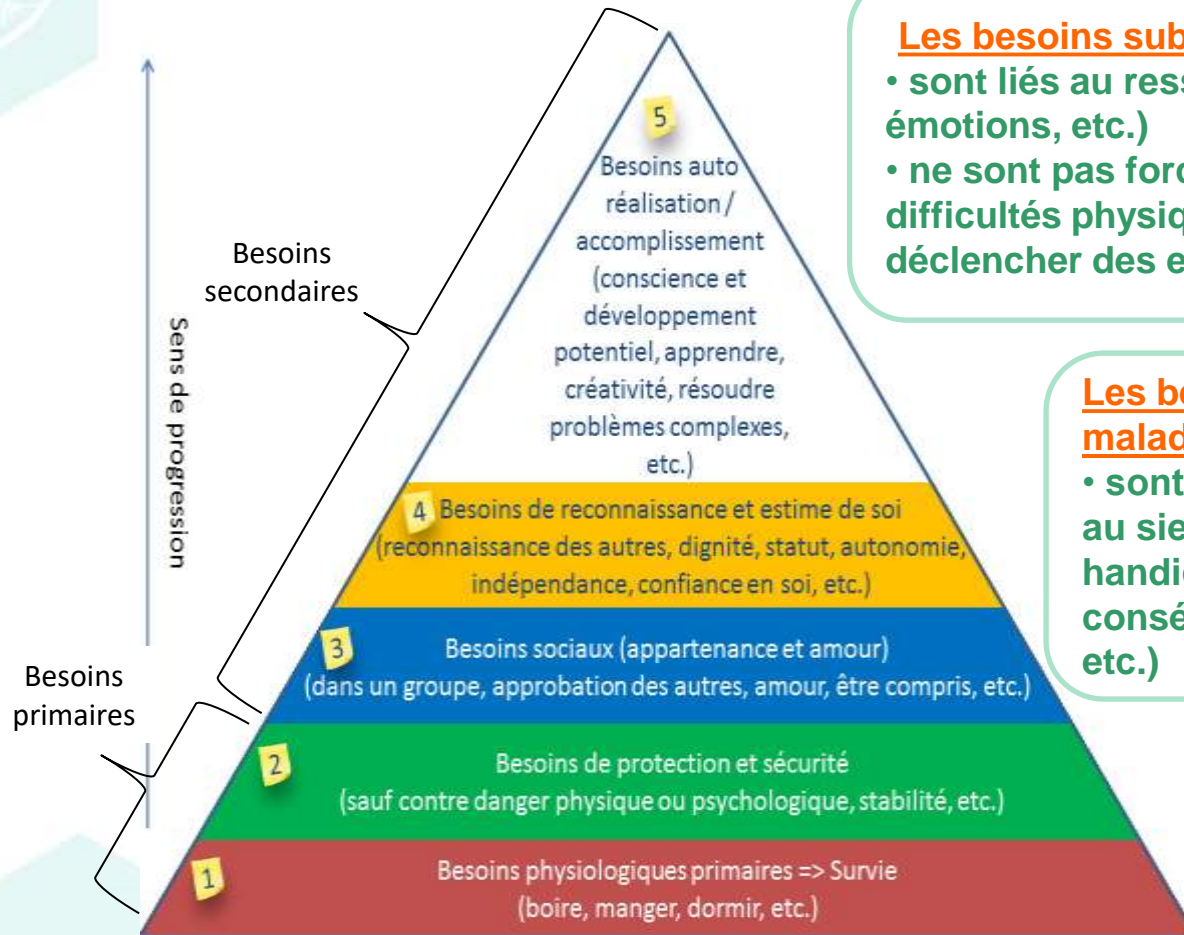 Les besoins sub
• sont liés au ress
émotions, etc.)
• ne sont pas forc
difficultés physiq
déclencher des e
Les be
malad
• sont
au sie
handi
consé
etc.)
Sens de progression
Besoins
secondaires
Besoins
primaires
5
Besoins auto
réalisation /
accomplissement
(conscience et
développement
potentiel, apprendre,
créativité, résoudre
problèmes complexes,
etc.)
4
Besoins de reconnaissance et estime de soi
(reconnaissance des autres, dignité, statut, autonomie,
indépendance, confiance en soi, etc.)
3
Besoins sociaux (appartenance et amour)
(dans un groupe, approbation des autres, amour, être compris, etc.)
2
Besoins de protection et sécurité
(sauf contre danger physique ou psychologique, stabilité, etc.)
1
Besoins physiologiques primaires => Survie
(boire, manger, dormir, etc.)